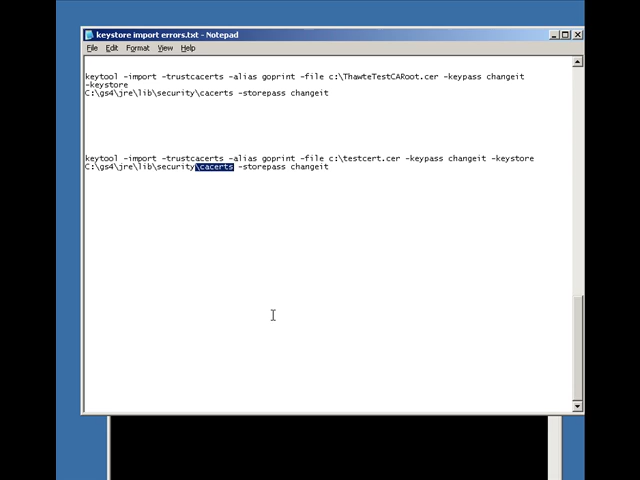 keystore import errors.txt - Notepad
File Edit Format View Help
keytool -import -trustcacerts -alias goprint -file c:\ThawteTestCARoot.cer -keypass changeit
-keystore
C:\gs4\jre\lib\security\cacerts -storepass changeit
keytool -import -trustcacerts -alias goprint -file c:\testcert.cer -keypass changeit -keystore
C:\gs4\jre\lib\security\cacerts -storepass changeit